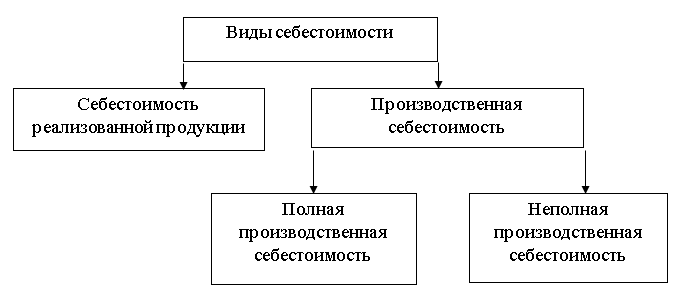 Виды себестоимости
Себестоимость
реализованной продукции
Производственная
себестоимость
Полная
производственная
себестоимость
Неполная
производственная
себестоимость